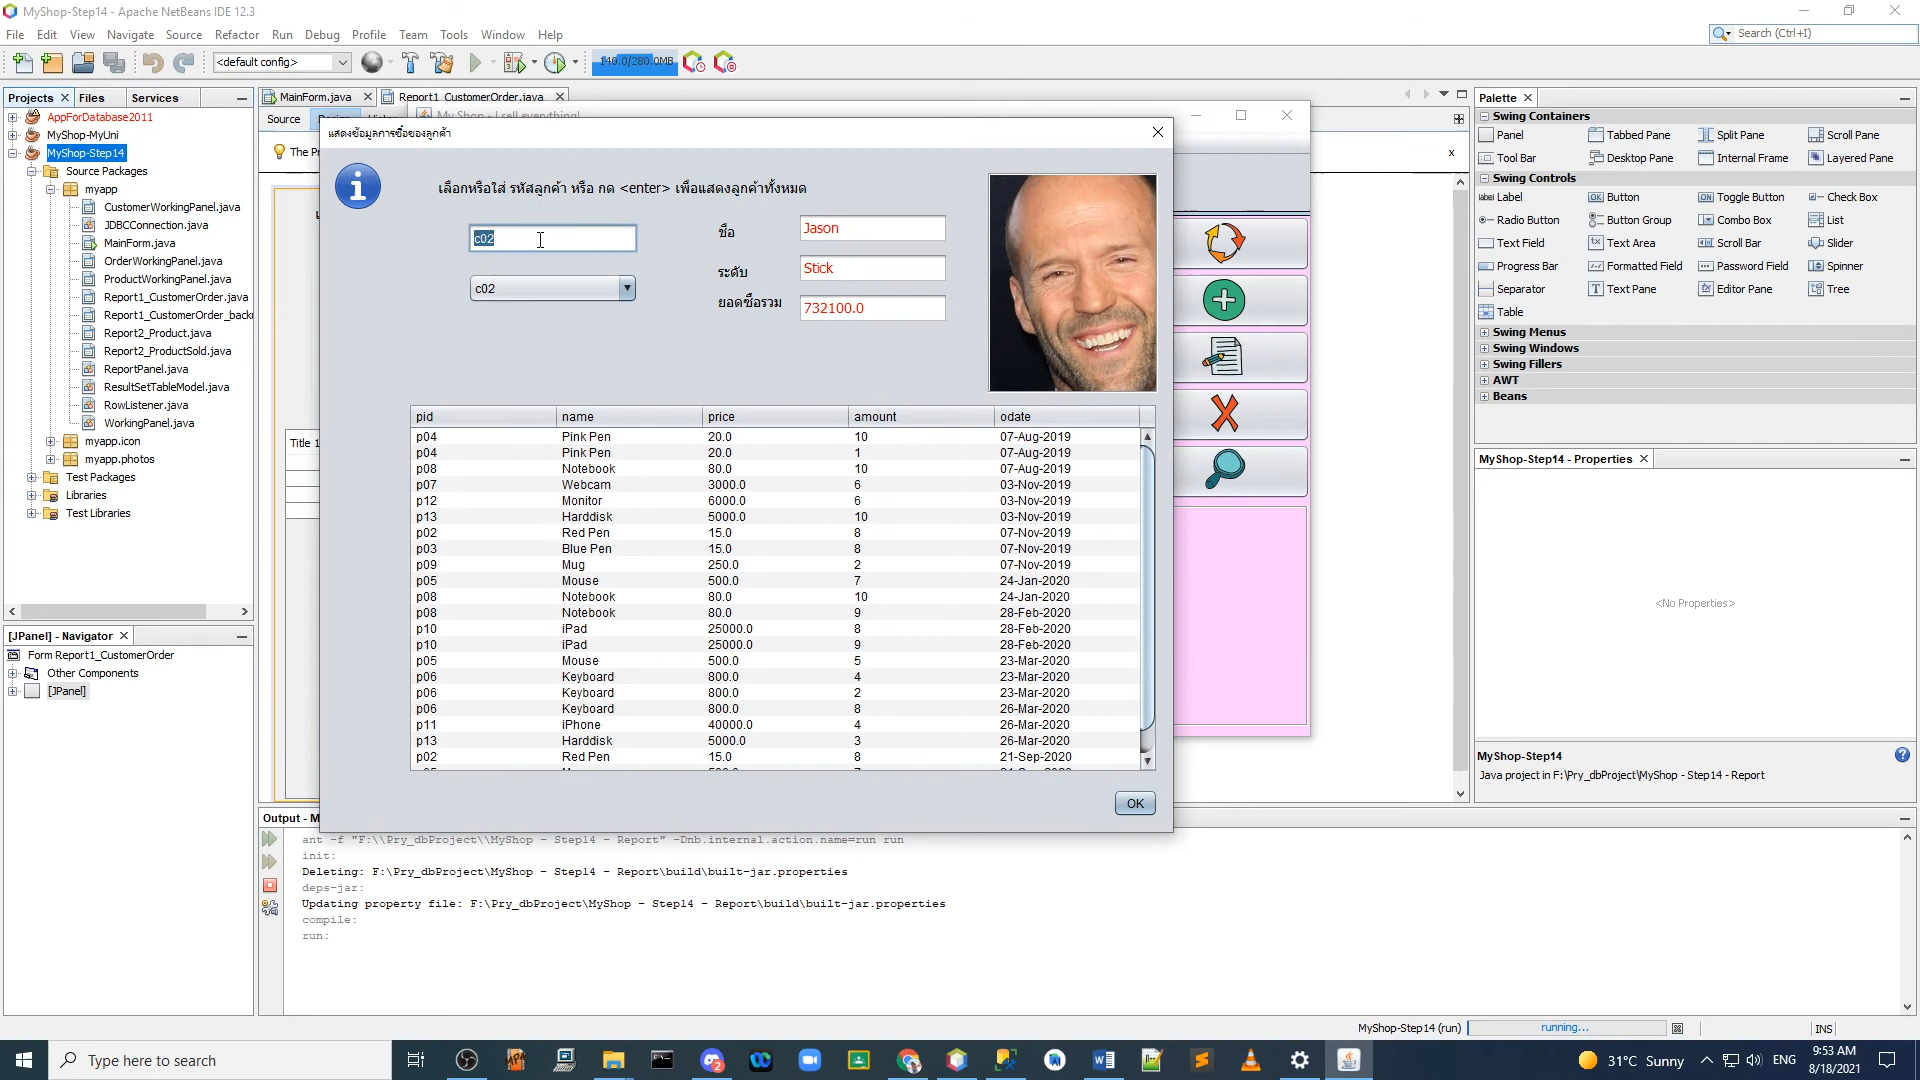 MyShop-Step14 - Apache NetBeans IDE 12.3
File Edit View Navigate Source Refactor Run Debug Profile Team Tools Window Help
Search (Ctrl+I)
<default config>
140.0/280.0MB
Projects Files Services
MainForm.java Report1_CustomerOrder.java
Source
My Shop - I sell everything!
AppForDatabase2011
MyShop-MyUni
MyShop-Step14
Source Packages
myapp
CustomerWorkingPanel.java
JDBCConnection.java
MainForm.java
OrderWorkingPanel.java
ProductWorkingPanel.java
Report1_CustomerOrder.java
Report1_CustomerOrder_back
Report2_Product.java
Report2_ProductSold.java
ReportPanel.java
ResultSetTableModel.java
RowListener.java
WorkingPanel.java
myapp.icon
myapp.photos
Test Packages
Libraries
Test Libraries
[JPanel] - Navigator
Form Report1_CustomerOrder
Other Components
[JPanel]
The Pr
Title 1
แสดงข้อมูลการซื้อของลูกค้า
เลือกหรือใส่ รหัสลูกค้า หรือ กด <enter> เพื่อแสดงลูกค้าทั้งหมด
c02
c02
ชื่อ Jason
ระดับ Stick
ยอดซื้อรวม 732100.0
pid name price amount odate
p04 Pink Pen 20.0 10 07-Aug-2019
p04 Pink Pen 20.0 1 07-Aug-2019
p08 Notebook 80.0 10 07-Aug-2019
p07 Webcam 3000.0 6 03-Nov-2019
p12 Monitor 6000.0 6 03-Nov-2019
p13 Harddisk 5000.0 10 03-Nov-2019
p02 Red Pen 15.0 8 07-Nov-2019
p03 Blue Pen 15.0 8 07-Nov-2019
p09 Mug 250.0 2 07-Nov-2019
p05 Mouse 500.0 7 24-Jan-2020
p08 Notebook 80.0 10 24-Jan-2020
p08 Notebook 80.0 9 28-Feb-2020
p10 iPad 25000.0 8 28-Feb-2020
p10 iPad 25000.0 9 28-Feb-2020
p05 Mouse 500.0 5 23-Mar-2020
p06 Keyboard 800.0 4 23-Mar-2020
p06 Keyboard 800.0 2 23-Mar-2020
p06 Keyboard 800.0 8 26-Mar-2020
p11 iPhone 40000.0 4 26-Mar-2020
p13 Harddisk 5000.0 3 26-Mar-2020
p02 Red Pen 15.0 8 21-Sep-2020
OK
Palette
Swing Containers
Panel Tabbed Pane Split Pane Scroll Pane
Tool Bar Desktop Pane Internal Frame Layered Pane
Swing Controls
Label Button Toggle Button Check Box
Radio Button Button Group Combo Box List
Text Field Text Area Scroll Bar Slider
Progress Bar Formatted Field Password Field Spinner
Separator Text Pane Editor Pane Tree
Table
Swing Menus
Swing Windows
Swing Fillers
AWT
Beans
MyShop-Step14 - Properties
<No Properties>
MyShop-Step14
Java project in F:\Pry_dbProject\MyShop - Step14 - Report
Output - M
ant -f "F:\\Pry_dbProject\\MyShop - Step14 - Report" -Dnb.internal.action.name=run run
init:
Deleting: F:\Pry_dbProject\MyShop - Step14 - Report\build\built-jar.properties
deps-jar:
Updating property file: F:\Pry_dbProject\MyShop - Step14 - Report\build\built-jar.properties
compile:
run:
MyShop-Step14 (run) running... INS
Type here to search
31°C Sunny
ENG
9:53 AM
8/18/2021